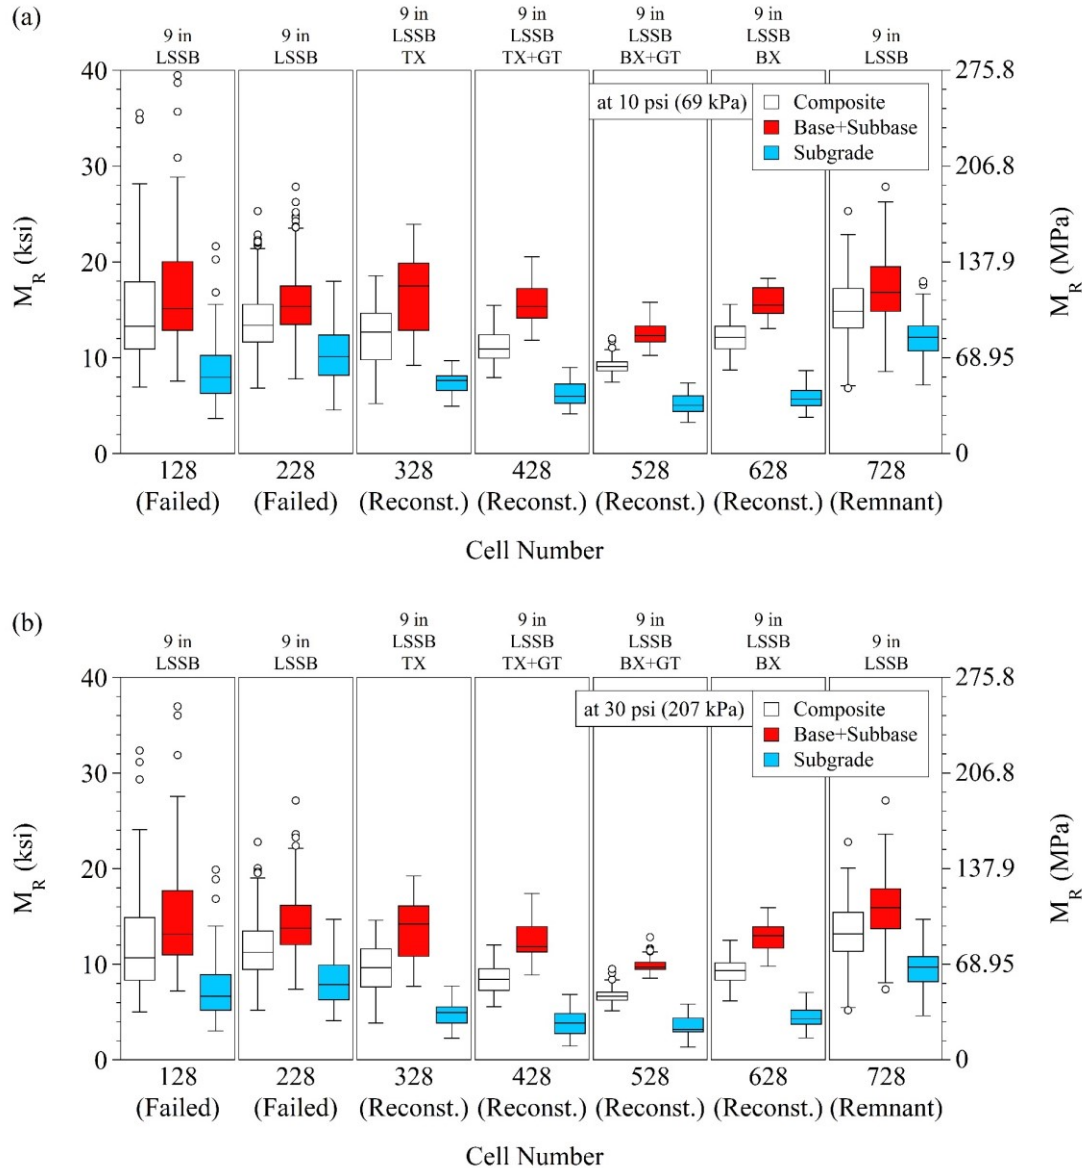 (a)
9 in
LSSB
9 in
LSSB
9 in
LSSB
TX
9 in
LSSB
TX+GT
9 in
LSSB
BX+GT
9 in
LSSB
BX
9 in
LSSB
at 10 psi (69 kPa)
Composite
Base+Subbase
Subgrade
M_R (ksi)
40
30
20
10
0
M_R (MPa)
275.8
206.8
137.9
68.95
0
128
(Failed)
228
(Failed)
328
(Reconst.)
428
(Reconst.)
528
(Reconst.)
628
(Reconst.)
728
(Remnant)
Cell Number
(b)
9 in
LSSB
9 in
LSSB
9 in
LSSB
TX
9 in
LSSB
TX+GT
9 in
LSSB
BX+GT
9 in
LSSB
BX
9 in
LSSB
at 30 psi (207 kPa)
Composite
Base+Subbase
Subgrade
M_R (ksi)
40
30
20
10
0
M_R (MPa)
275.8
206.8
137.9
68.95
0
128
(Failed)
228
(Failed)
328
(Reconst.)
428
(Reconst.)
528
(Reconst.)
628
(Reconst.)
728
(Remnant)
Cell Number